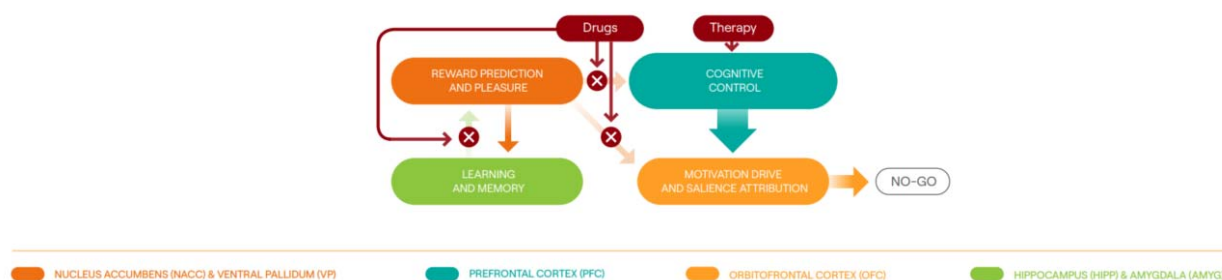 Drugs
Therapy
REWARD PREDICTION
AND PLEASURE
COGNITIVE
CONTROL
LEARNING
AND MEMORY
MOTIVATION DRIVE
AND SALIENCE ATTRIBUTION
NO-GO
NUCLEUS ACCUMBENS (NACC) & VENTRAL PALLIDUM (VP)
PREFRONTAL CORTEX (PFC)
ORBITOFRONTAL CORTEX (OFC)
HIPPOCAMPUS (HIPP) & AMYGDALA (AMYG